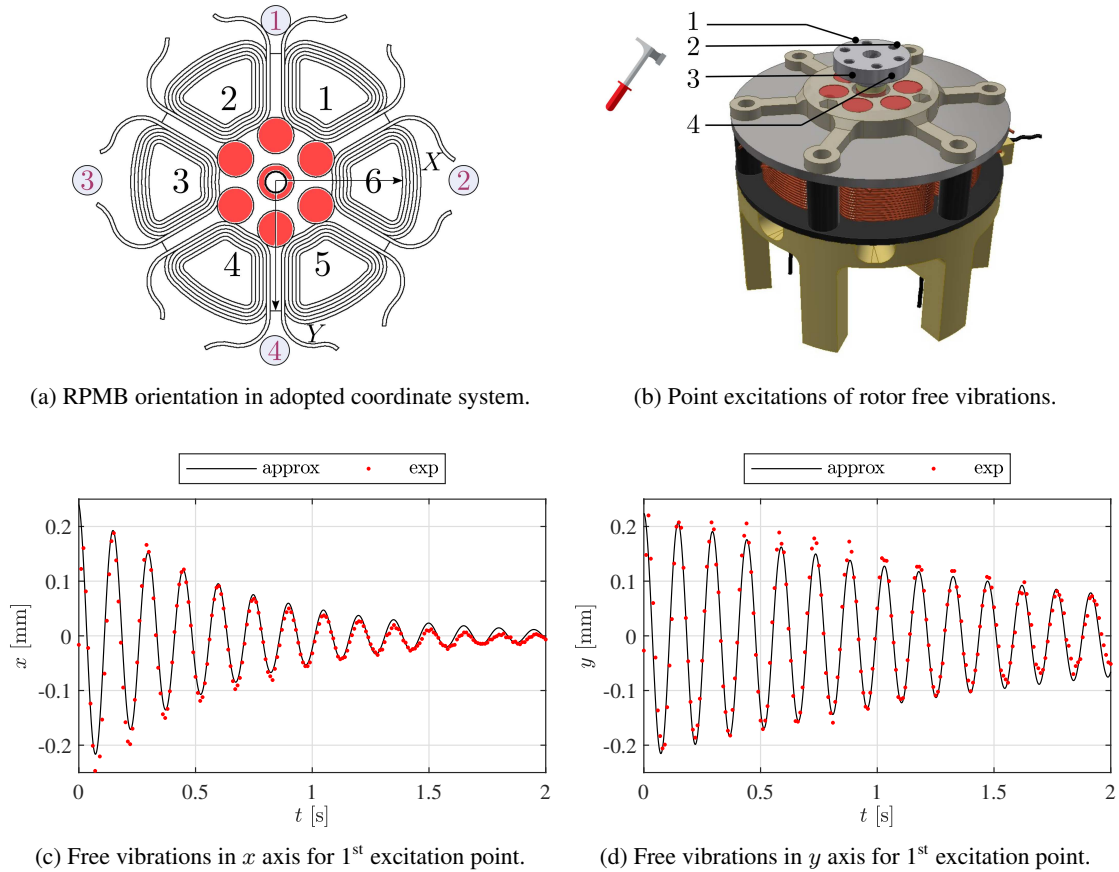 1
2
1
3
3
6
X
2
4
5
Y
4
1
2
3
4
(a) RPMB orientation in adopted coordinate system.
(b) Point excitations of rotor free vibrations.
approx exp
0.2
0.1
0
-0.1
-0.2
x [mm]
0 0.5 1 1.5 2
t [s]
approx exp
0.2
0.1
0
-0.1
-0.2
y [mm]
0 0.5 1 1.5 2
t [s]
(c) Free vibrations in x axis for 1st excitation point.
(d) Free vibrations in y axis for 1st excitation point.